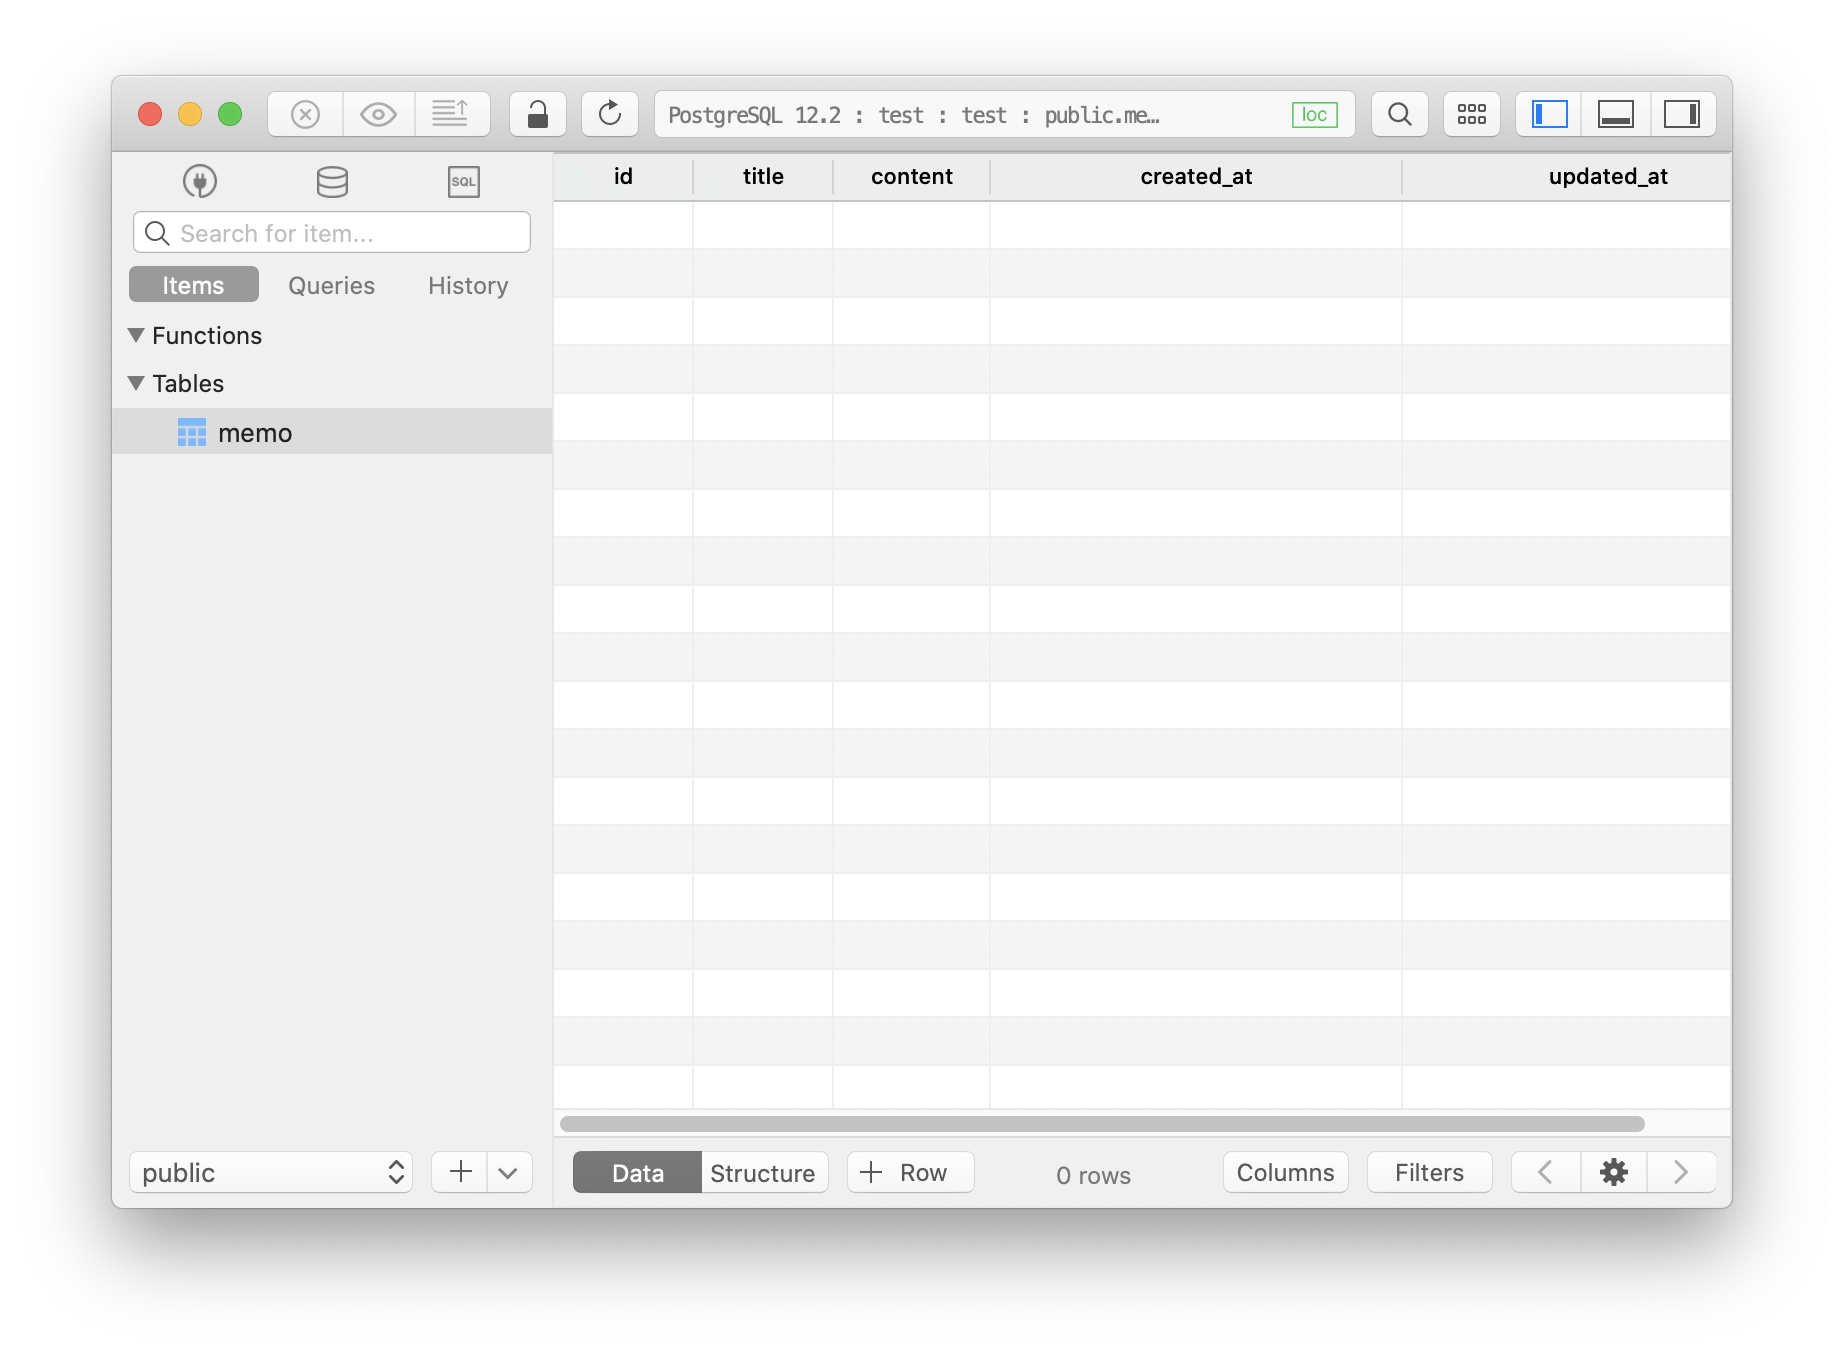 PostgreSQL 12.2 : test : test : public.me… loc
SQL
Search for item...
Items Queries History
Functions
Tables
memo
id title content created_at updated_at
public
Data Structure + Row 0 rows Columns Filters